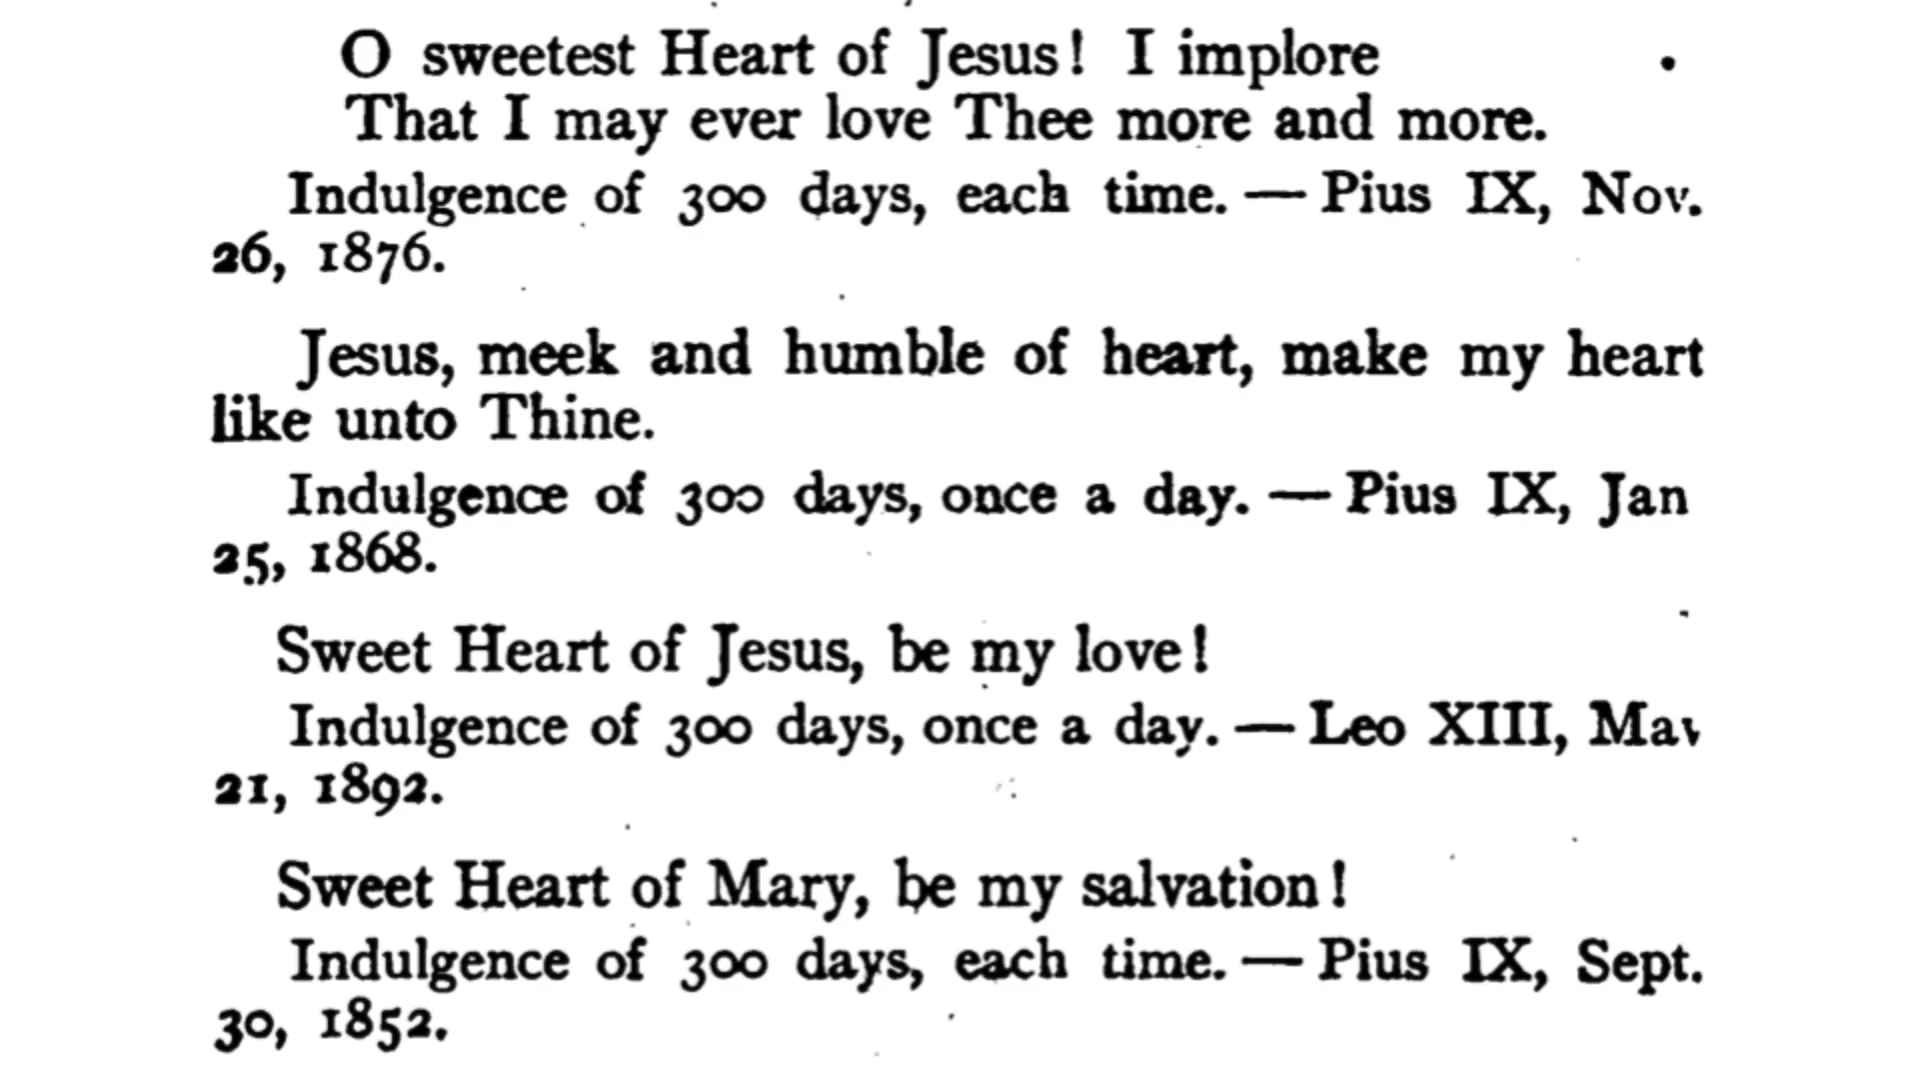 O sweetest Heart of Jesus! I implore
That I may ever love Thee more and more.
Indulgence of 300 days, each time. — Pius IX, Nov.
26, 1876.
Jesus, meek and humble of heart, make my heart
like unto Thine.
Indulgence of 300 days, once a day. — Pius IX, Jan
25, 1868.
Sweet Heart of Jesus, be my love!
Indulgence of 300 days, once a day. — Leo XIII, May
21, 1892.
Sweet Heart of Mary, be my salvation!
Indulgence of 300 days, each time. — Pius IX, Sept.
30, 1852.